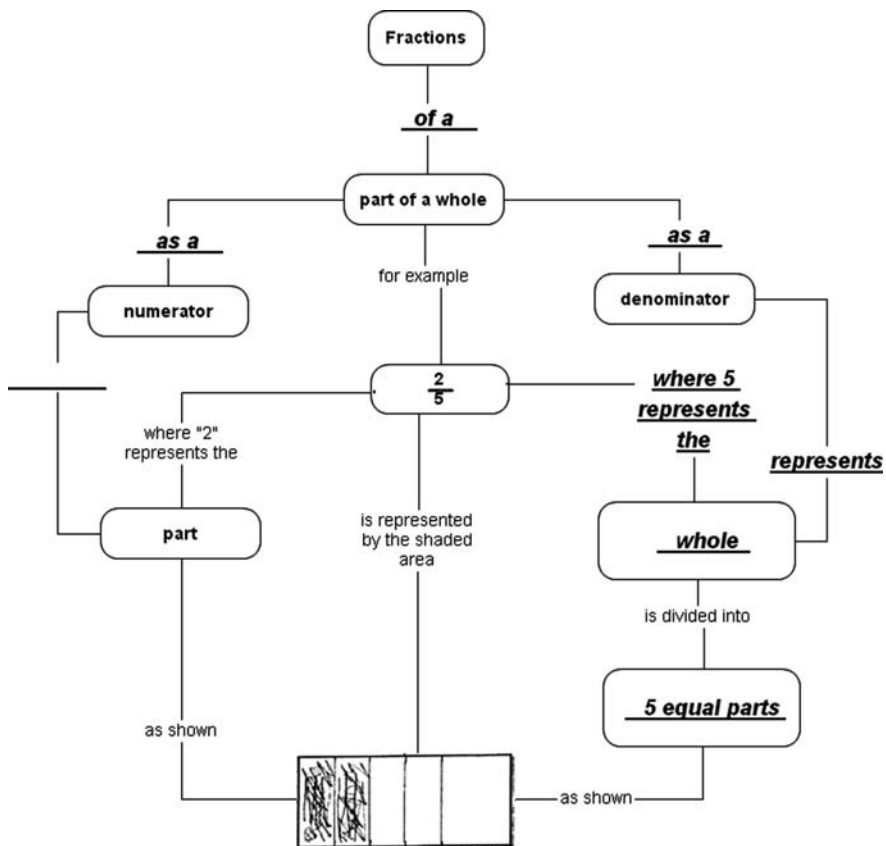 Fractions
of a
part of a whole
as a
as a
for example
numerator
denominator
2
5
where 5
represents
the
where "2"
represents the
represents
part
is represented
by the shaded
area
whole
is divided into
5 equal parts
as shown
as shown